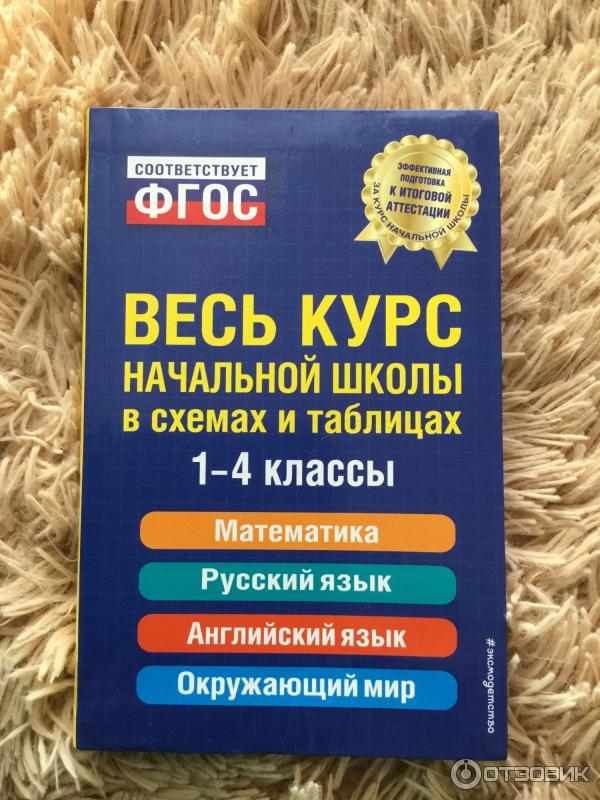 СООТВЕТСТВУЕТ
ФГОС
ЭФФЕКТИВНАЯ
ПОДГОТОВКА
К ИТОГОВОЙ
АТТЕСТАЦИИ
ЗА КУРС НАЧАЛЬНОЙ ШКОЛЫ
ВЕСЬ КУРС
НАЧАЛЬНОЙ ШКОЛЫ
в схемах и таблицах
1–4 классы
Математика
Русский язык
Английский язык
Окружающий мир
#эксмодетство
ОТЗОВИК